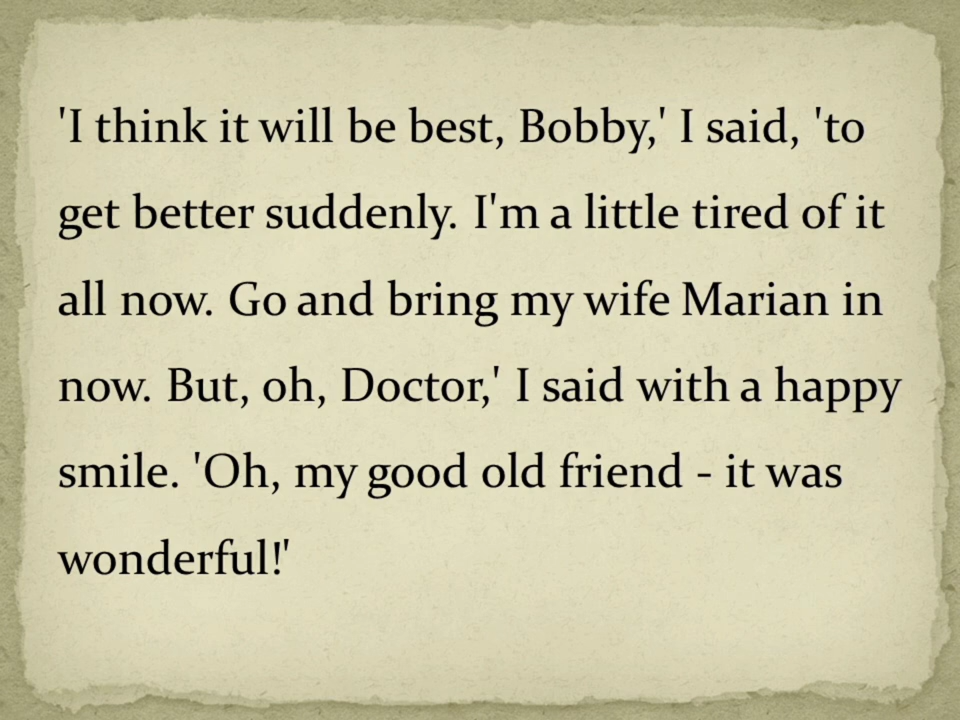 'I think it will be best, Bobby,' I said, 'to
get better suddenly. I'm a little tired of it
all now. Go and bring my wife Marian in
now. But, oh, Doctor,' I said with a happy
smile. 'Oh, my good old friend - it was
wonderful!'